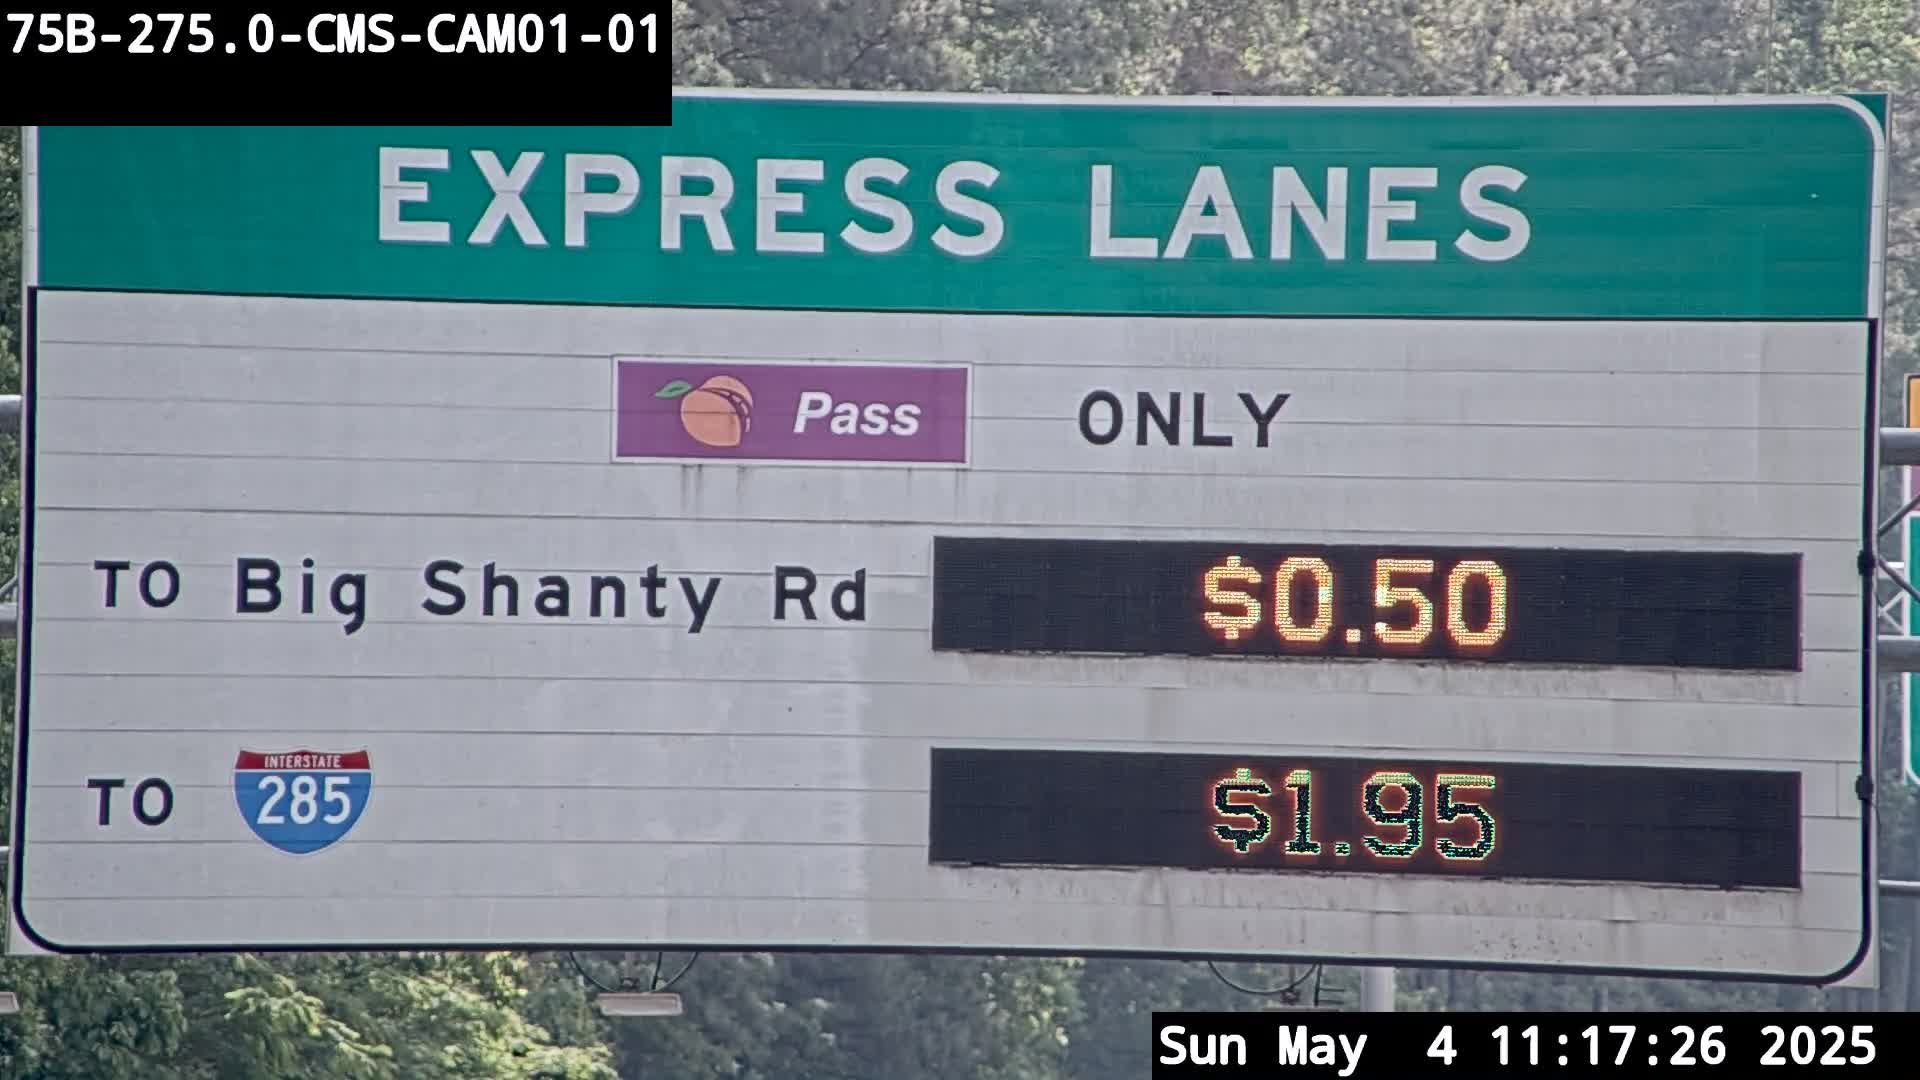 75B-275.0-CMS-CAM01-01
EXPRESS LANES
Pass ONLY
TO Big Shanty Rd $0.50
INTERSTATE
TO 285 $1.95
Sun May 4 11:17:26 2025